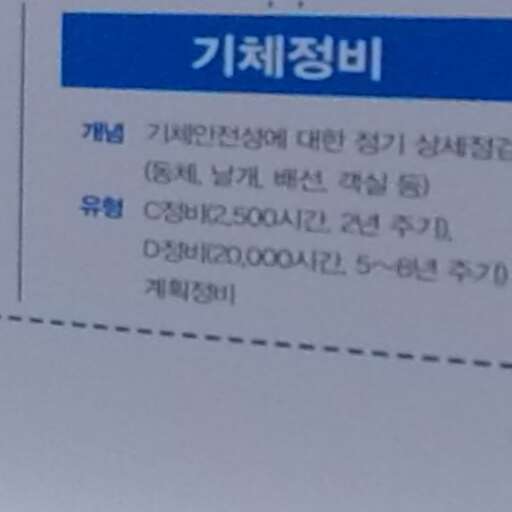 기체정비
개념 기체안전성에 대한 정기 상세점검
(동체, 날개, 배선, 객실 등)
유형 C정비(2,500시간, 2년 주기),
D정비(20,000시간, 5~6년 주기)
계획정비